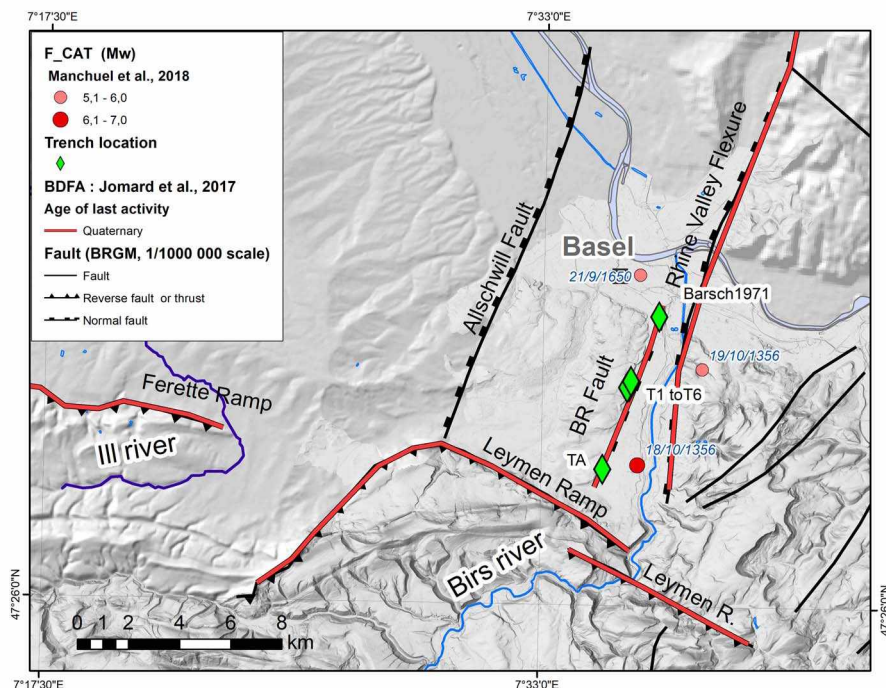 7°17'30"E
7°33'0"E
F_CAT (Mw)
Manchuel et al., 2018
5,1 - 6,0
6,1 - 7,0
Trench location
BDFA : Jomard et al., 2017
Age of last activity
Quaternary
Fault (BRGM, 1/1000 000 scale)
Fault
Reverse fault or thrust
Normal fault
Allschwill Fault
Rhine Valley Flexure
Basel
21/9/1650
Barsch1971
19/10/1356
BR Fault
T1 toT6
Ferette Ramp
Ill river
Leymen Ramp
TA
18/10/1356
Birs river
Leymen R.
47°26'0"N
47°26'0"N
0 2 4 6 8
km
7°17'30"E
7°33'0"E